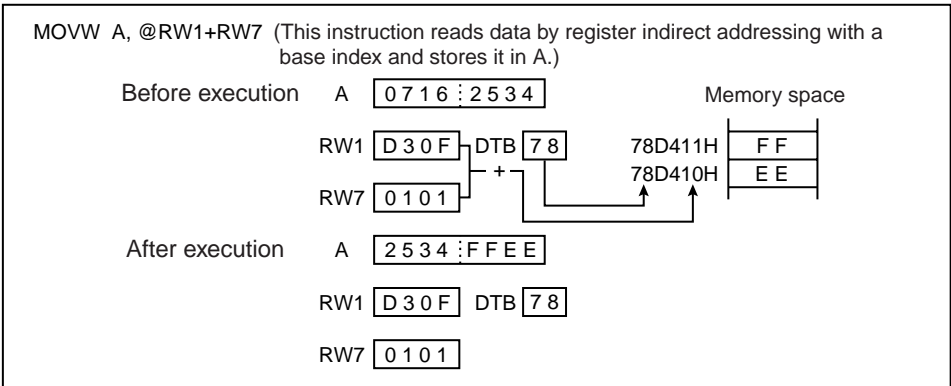 MOVW A, @RW1+RW7 (This instruction reads data by register indirect addressing with a
base index and stores it in A.)
Before execution A 0716 2534 Memory space
RW1 D30F DTB 78 78D411H FF
+ 78D410H EE
RW7 0101
After execution A 2534 FFEE
RW1 D30F DTB 78
RW7 0101